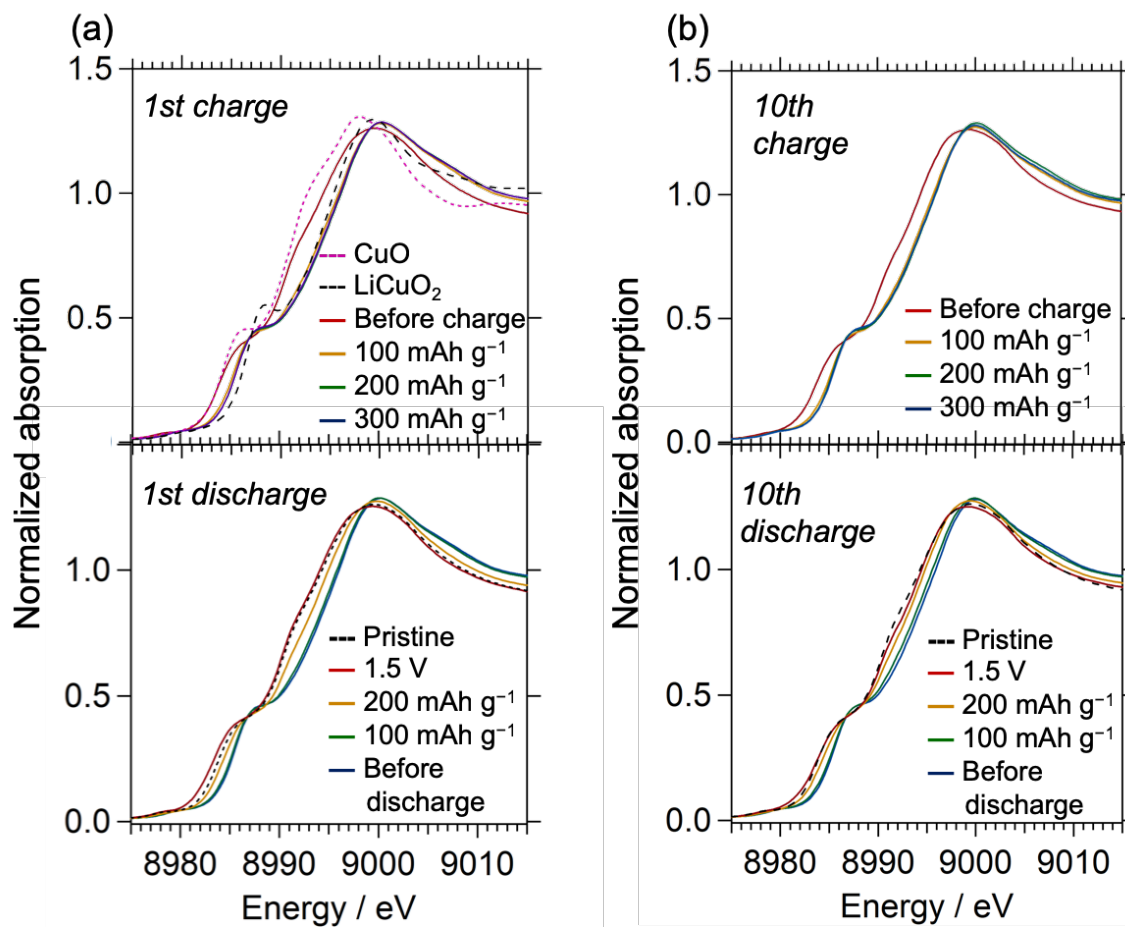 (a)
1.5
1st charge
1.0
CuO
LiCuO₂
Before charge
0.5
100 mAh g⁻¹
200 mAh g⁻¹
300 mAh g⁻¹
0.0
1st discharge
1.0
Pristine
1.5 V
0.5
200 mAh g⁻¹
100 mAh g⁻¹
Before
discharge
0.0
8980 8990 9000 9010
Energy / eV
Normalized absorption
Normalized absorption
(b)
1.5
10th
charge
1.0
Before charge
0.5
100 mAh g⁻¹
200 mAh g⁻¹
300 mAh g⁻¹
0.0
10th
discharge
1.0
Pristine
1.5 V
0.5
200 mAh g⁻¹
100 mAh g⁻¹
Before
discharge
0.0
8980 8990 9000 9010
Energy / eV
Normalized absorption
Normalized absorption